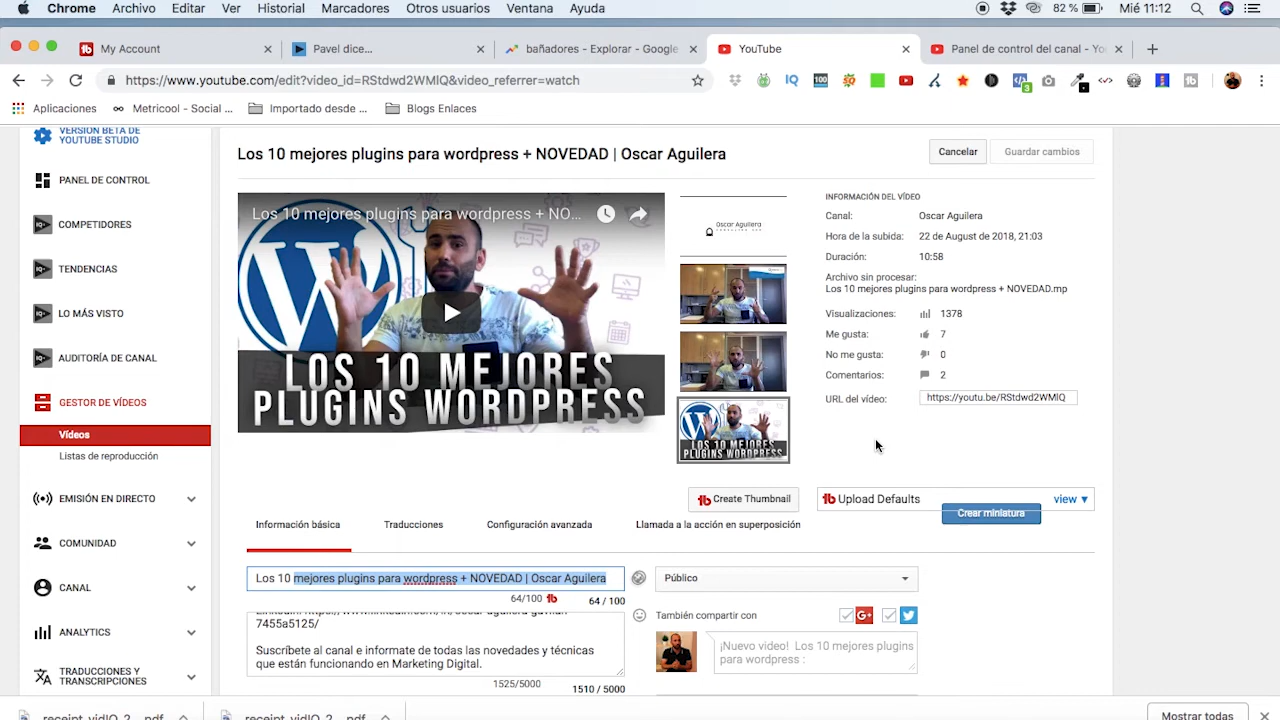 Chrome Archivo Editar Ver Historial Marcadores Otros usuarios Ventana Ayuda 82 % Mié 11:12
My Account Pavel dice... bañadores - Explorar - Google YouTube Panel de control del canal - Yo
https://www.youtube.com/edit?video_id=RStdwd2WMlQ&video_referrer=watch
Aplicaciones Metricool - Social ... Importado desde ... Blogs Enlaces
VERSIÓN BETA DE
YOUTUBE STUDIO
PANEL DE CONTROL
COMPETIDORES
TENDENCIAS
LO MÁS VISTO
AUDITORÍA DE CANAL
GESTOR DE VÍDEOS
Vídeos
Listas de reproducción
EMISIÓN EN DIRECTO
COMUNIDAD
CANAL
ANALYTICS
TRADUCCIONES Y
TRANSCRIPCIONES
Los 10 mejores plugins para wordpress + NOVEDAD | Oscar Aguilera
Cancelar Guardar cambios
Los 10 mejores plugins para wordpress + NO...
LOS 10 MEJORES
PLUGINS WORDPRESS
Oscar Aguilera
LOS 10 MEJORES
PLUGINS WORDPRESS
INFORMACIÓN DEL VÍDEO
Canal: Oscar Aguilera
Hora de la subida: 22 de August de 2018, 21:03
Duración: 10:58
Archivo sin procesar:
Los 10 mejores plugins para wordpress + NOVEDAD.mp
Visualizaciones: 1378
Me gusta: 7
No me gusta: 0
Comentarios: 2
URL del vídeo: https://youtu.be/RStdwd2WMlQ
Create Thumbnail Upload Defaults view ▾
Crear miniatura
Información básica Traducciones Configuración avanzada Llamada a la acción en superposición
Los 10 mejores plugins para wordpress + NOVEDAD | Oscar Aguilera
64/100 64 / 100
Público
También compartir con
¡Nuevo video! Los 10 mejores plugins
para wordpress :
7455a5125/
Suscríbete al canal e informate de todas las novedades y técnicas
que están funcionando en Marketing Digital.
1525/5000 1510 / 5000
receipt_vidIQ_2....pdf receipt_vidIQ_2....pdf Mostrar todas